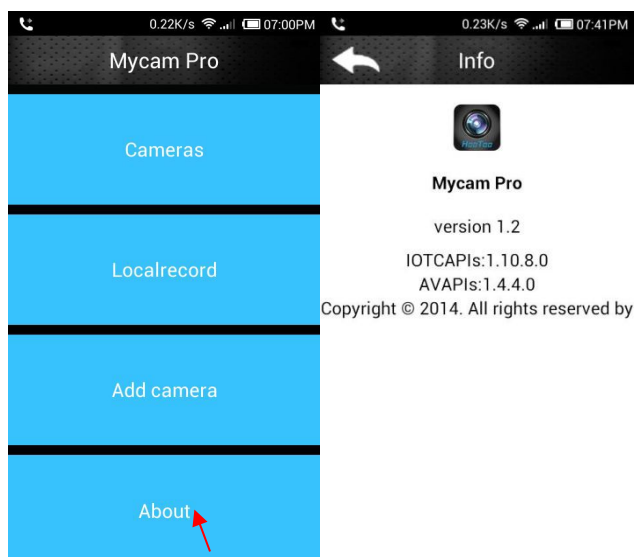 0.22K/s 07:00PM
Mycam Pro
Cameras
Localrecord
Add camera
About
0.23K/s 07:41PM
Info
HooToo
Mycam Pro
version 1.2
IOTCAPIs:1.10.8.0
AVAPIs:1.4.4.0
Copyright © 2014. All rights reserved by